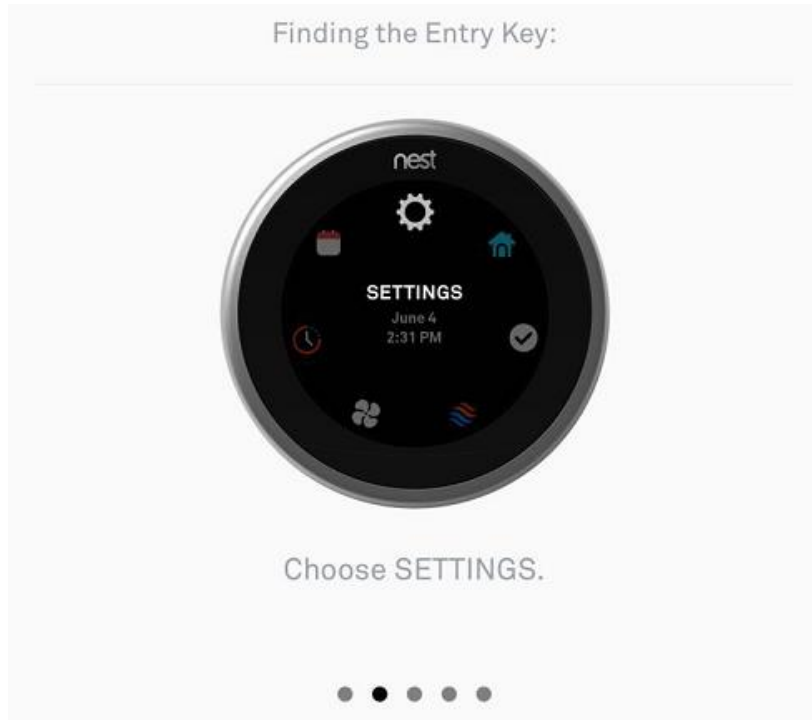 Finding the Entry Key:
nest
SETTINGS
June 4
2:31 PM
Choose SETTINGS.